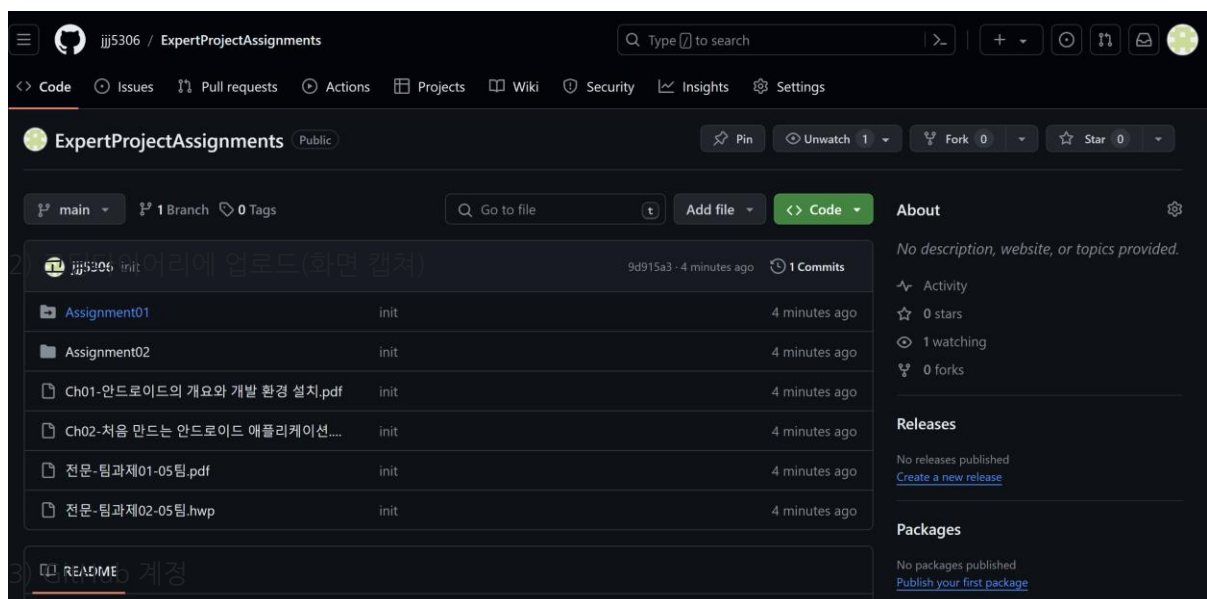 jjj5306 / ExpertProjectAssignments
Type / to search
Code Issues Pull requests Actions Projects Wiki Security Insights Settings
ExpertProjectAssignments Public
Pin Unwatch 1 Fork 0 Star 0
main 1 Branch 0 Tags Go to file t Add file Code
About
No description, website, or topics provided.
2) 어리에 업로드(화면 캡쳐)
jjj5306 init 9d915a3 · 4 minutes ago 1 Commits
Activity
Assignment01 init 4 minutes ago
0 stars
Assignment02 init 4 minutes ago
1 watching
0 forks
Ch01-안드로이드의 개요와 개발 환경 설치.pdf init 4 minutes ago
Ch02-처음 만드는 안드로이드 애플리케이션.... init 4 minutes ago
Releases
No releases published
Create a new release
전문-팀과제01-05팀.pdf init 4 minutes ago
전문-팀과제02-05팀.hwp init 4 minutes ago
Packages
No packages published
Publish your first package
README
3) GitHub 계정